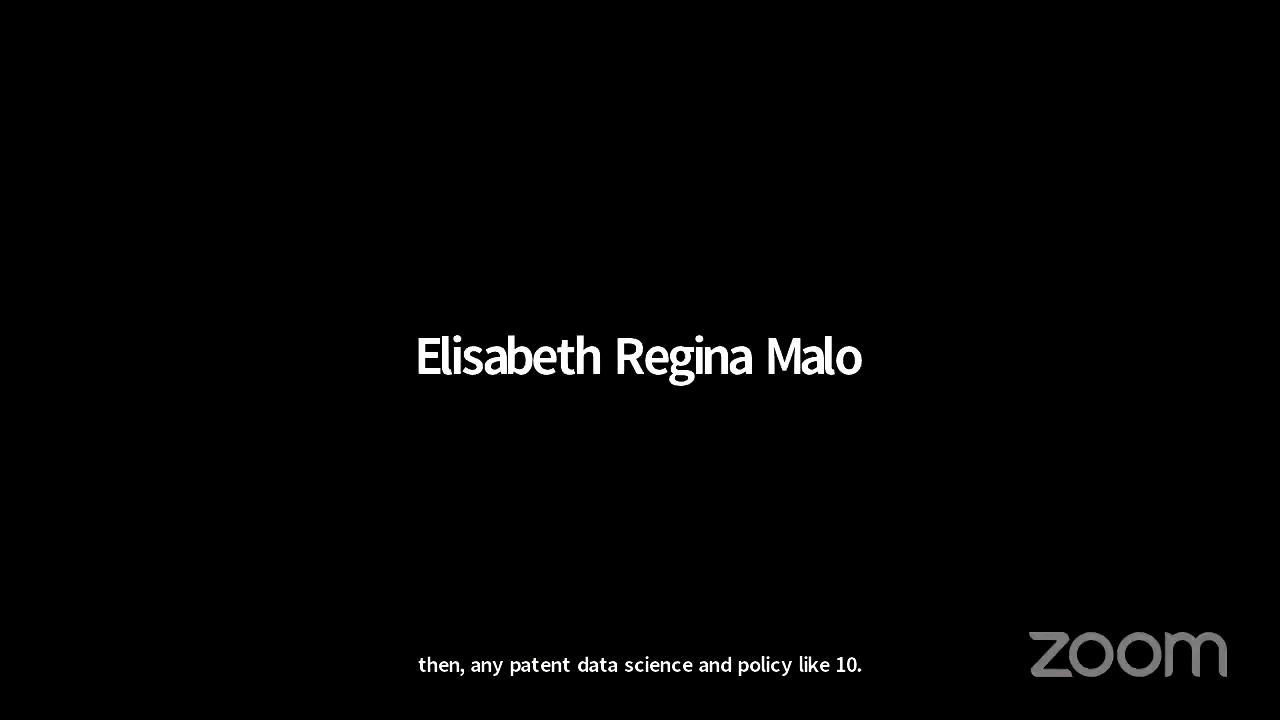 Elisabeth Regina Malo
then, any patent data science and policy like 10.
zoom